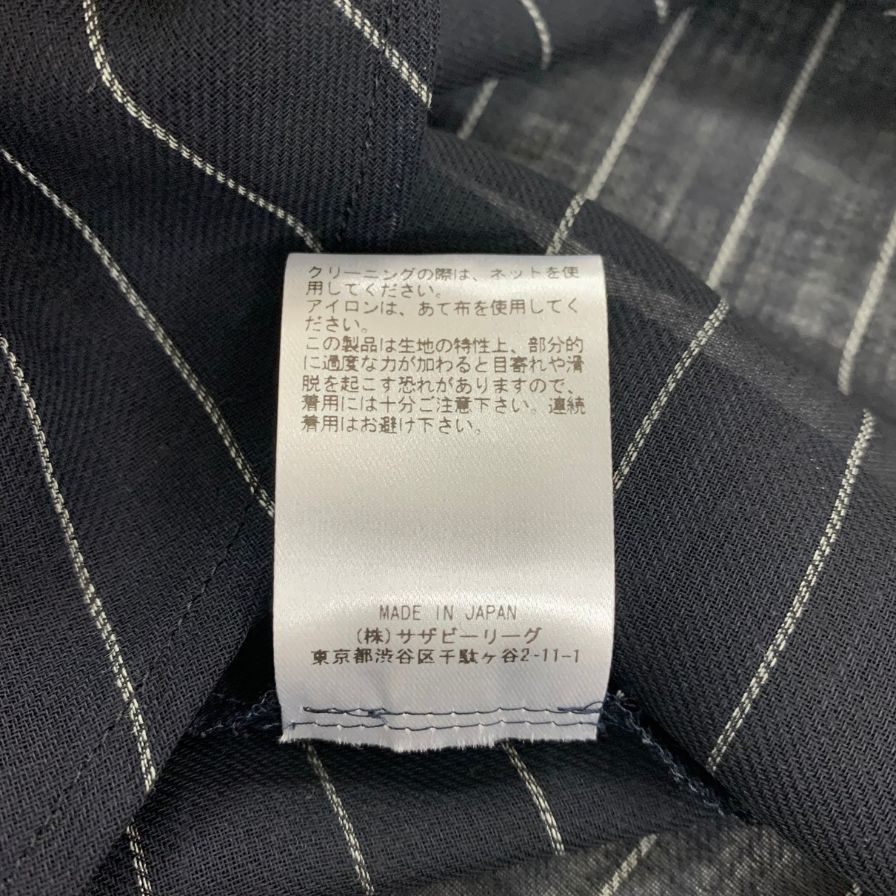 クリーニングの際は、ネットを使
用してください。
アイロンは、あて布を使用してく
ださい。
この製品は生地の特性上、部分的
に過度な力が加わると目寄れや滑
脱を起こす恐れがありますので、
着用には十分ご注意下さい。連続
着用はお避け下さい。
MADE IN JAPAN
(株)サザビーリーグ
東京都渋谷区千駄ヶ谷2-11-1